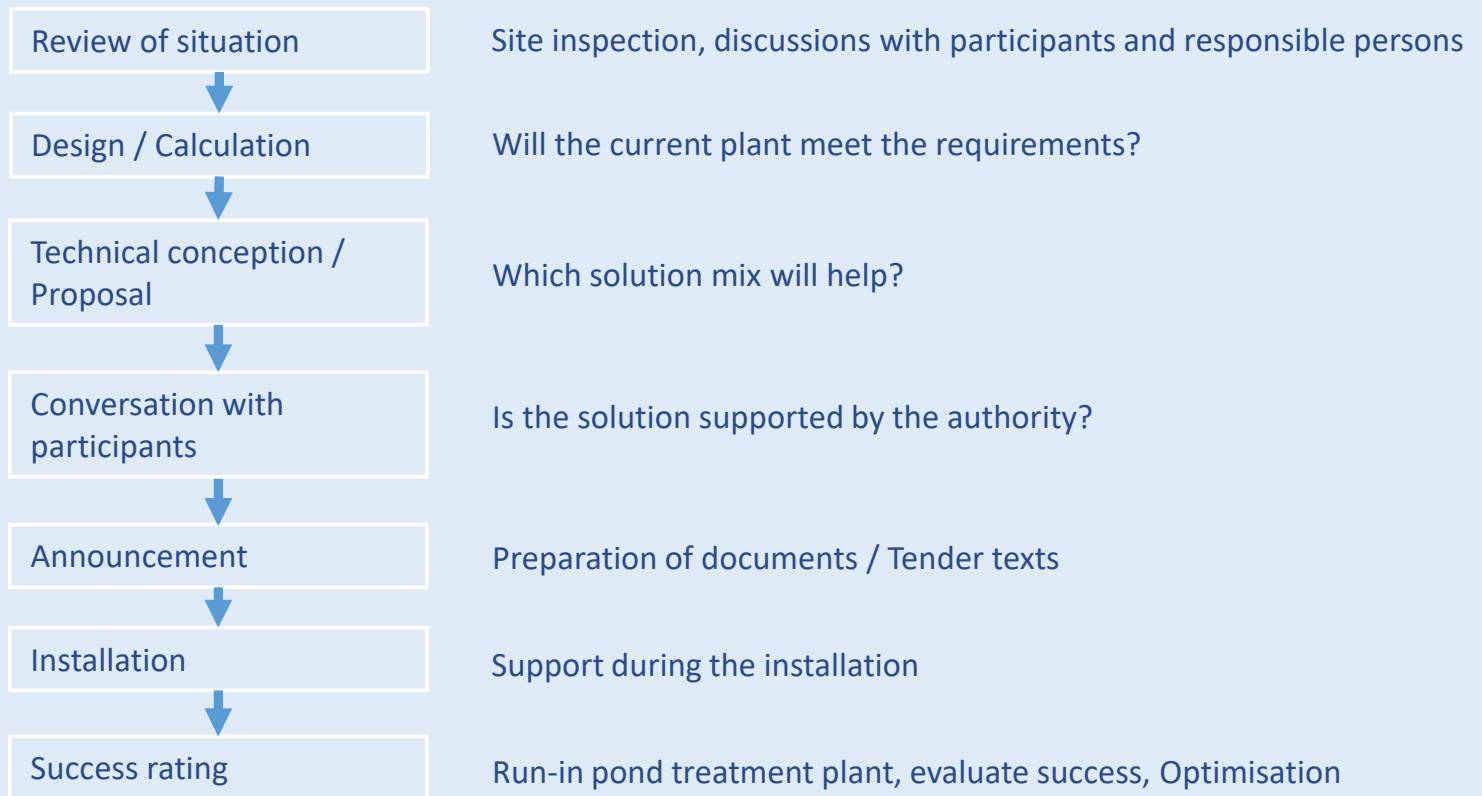 Review of situation
Site inspection, discussions with participants and responsible persons
Design / Calculation
Will the current plant meet the requirements?
Technical conception /
Proposal
Which solution mix will help?
Conversation with
participants
Is the solution supported by the authority?
Announcement
Preparation of documents / Tender texts
Installation
Support during the installation
Success rating
Run-in pond treatment plant, evaluate success, Optimisation